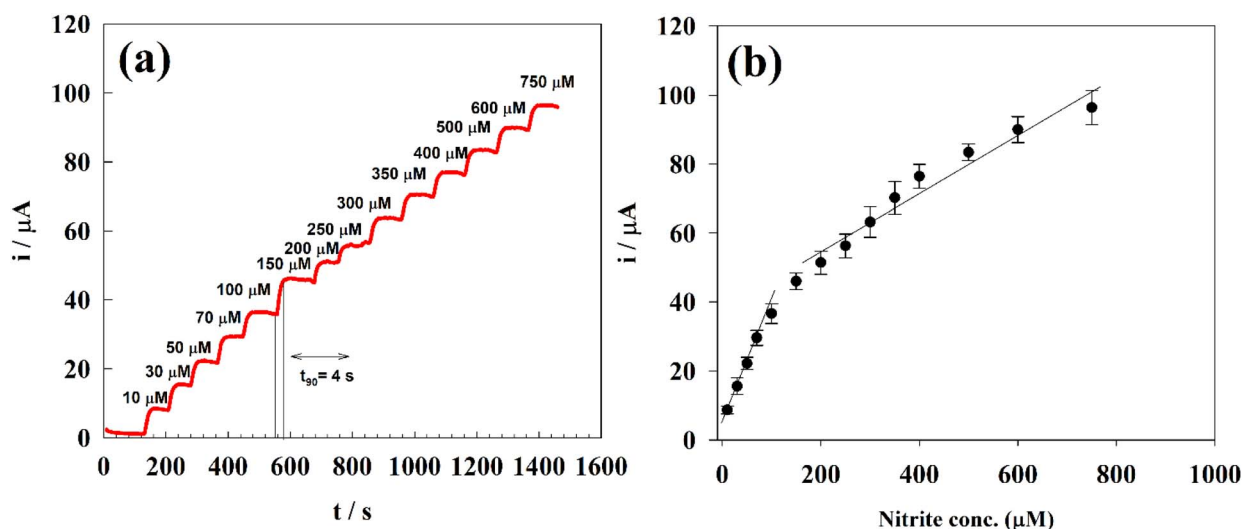 (a)
i / µA
120
100
80
60
40
20
0
10 µM
30 µM
50 µM
70 µM
100 µM
150 µM
200 µM
250 µM
300 µM
350 µM
400 µM
500 µM
600 µM
750 µM
t90= 4 s
0 200 400 600 800 1000 1200 1400 1600
t / s
(b)
i / µA
120
100
80
60
40
20
0
0 200 400 600 800 1000
Nitrite conc. (µM)